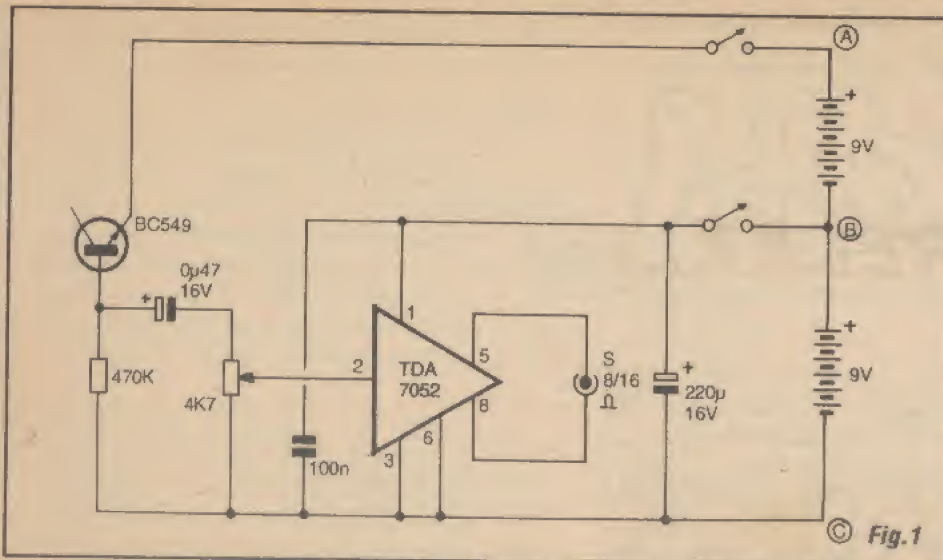 A
+
9V
BC549
B
0µ47
16V
+
1
+
2
TDA
7052
5
S
8/16
Ω
+
220µ
16V
9V
470K
4K7
8
6
3
100n
C Fig.1